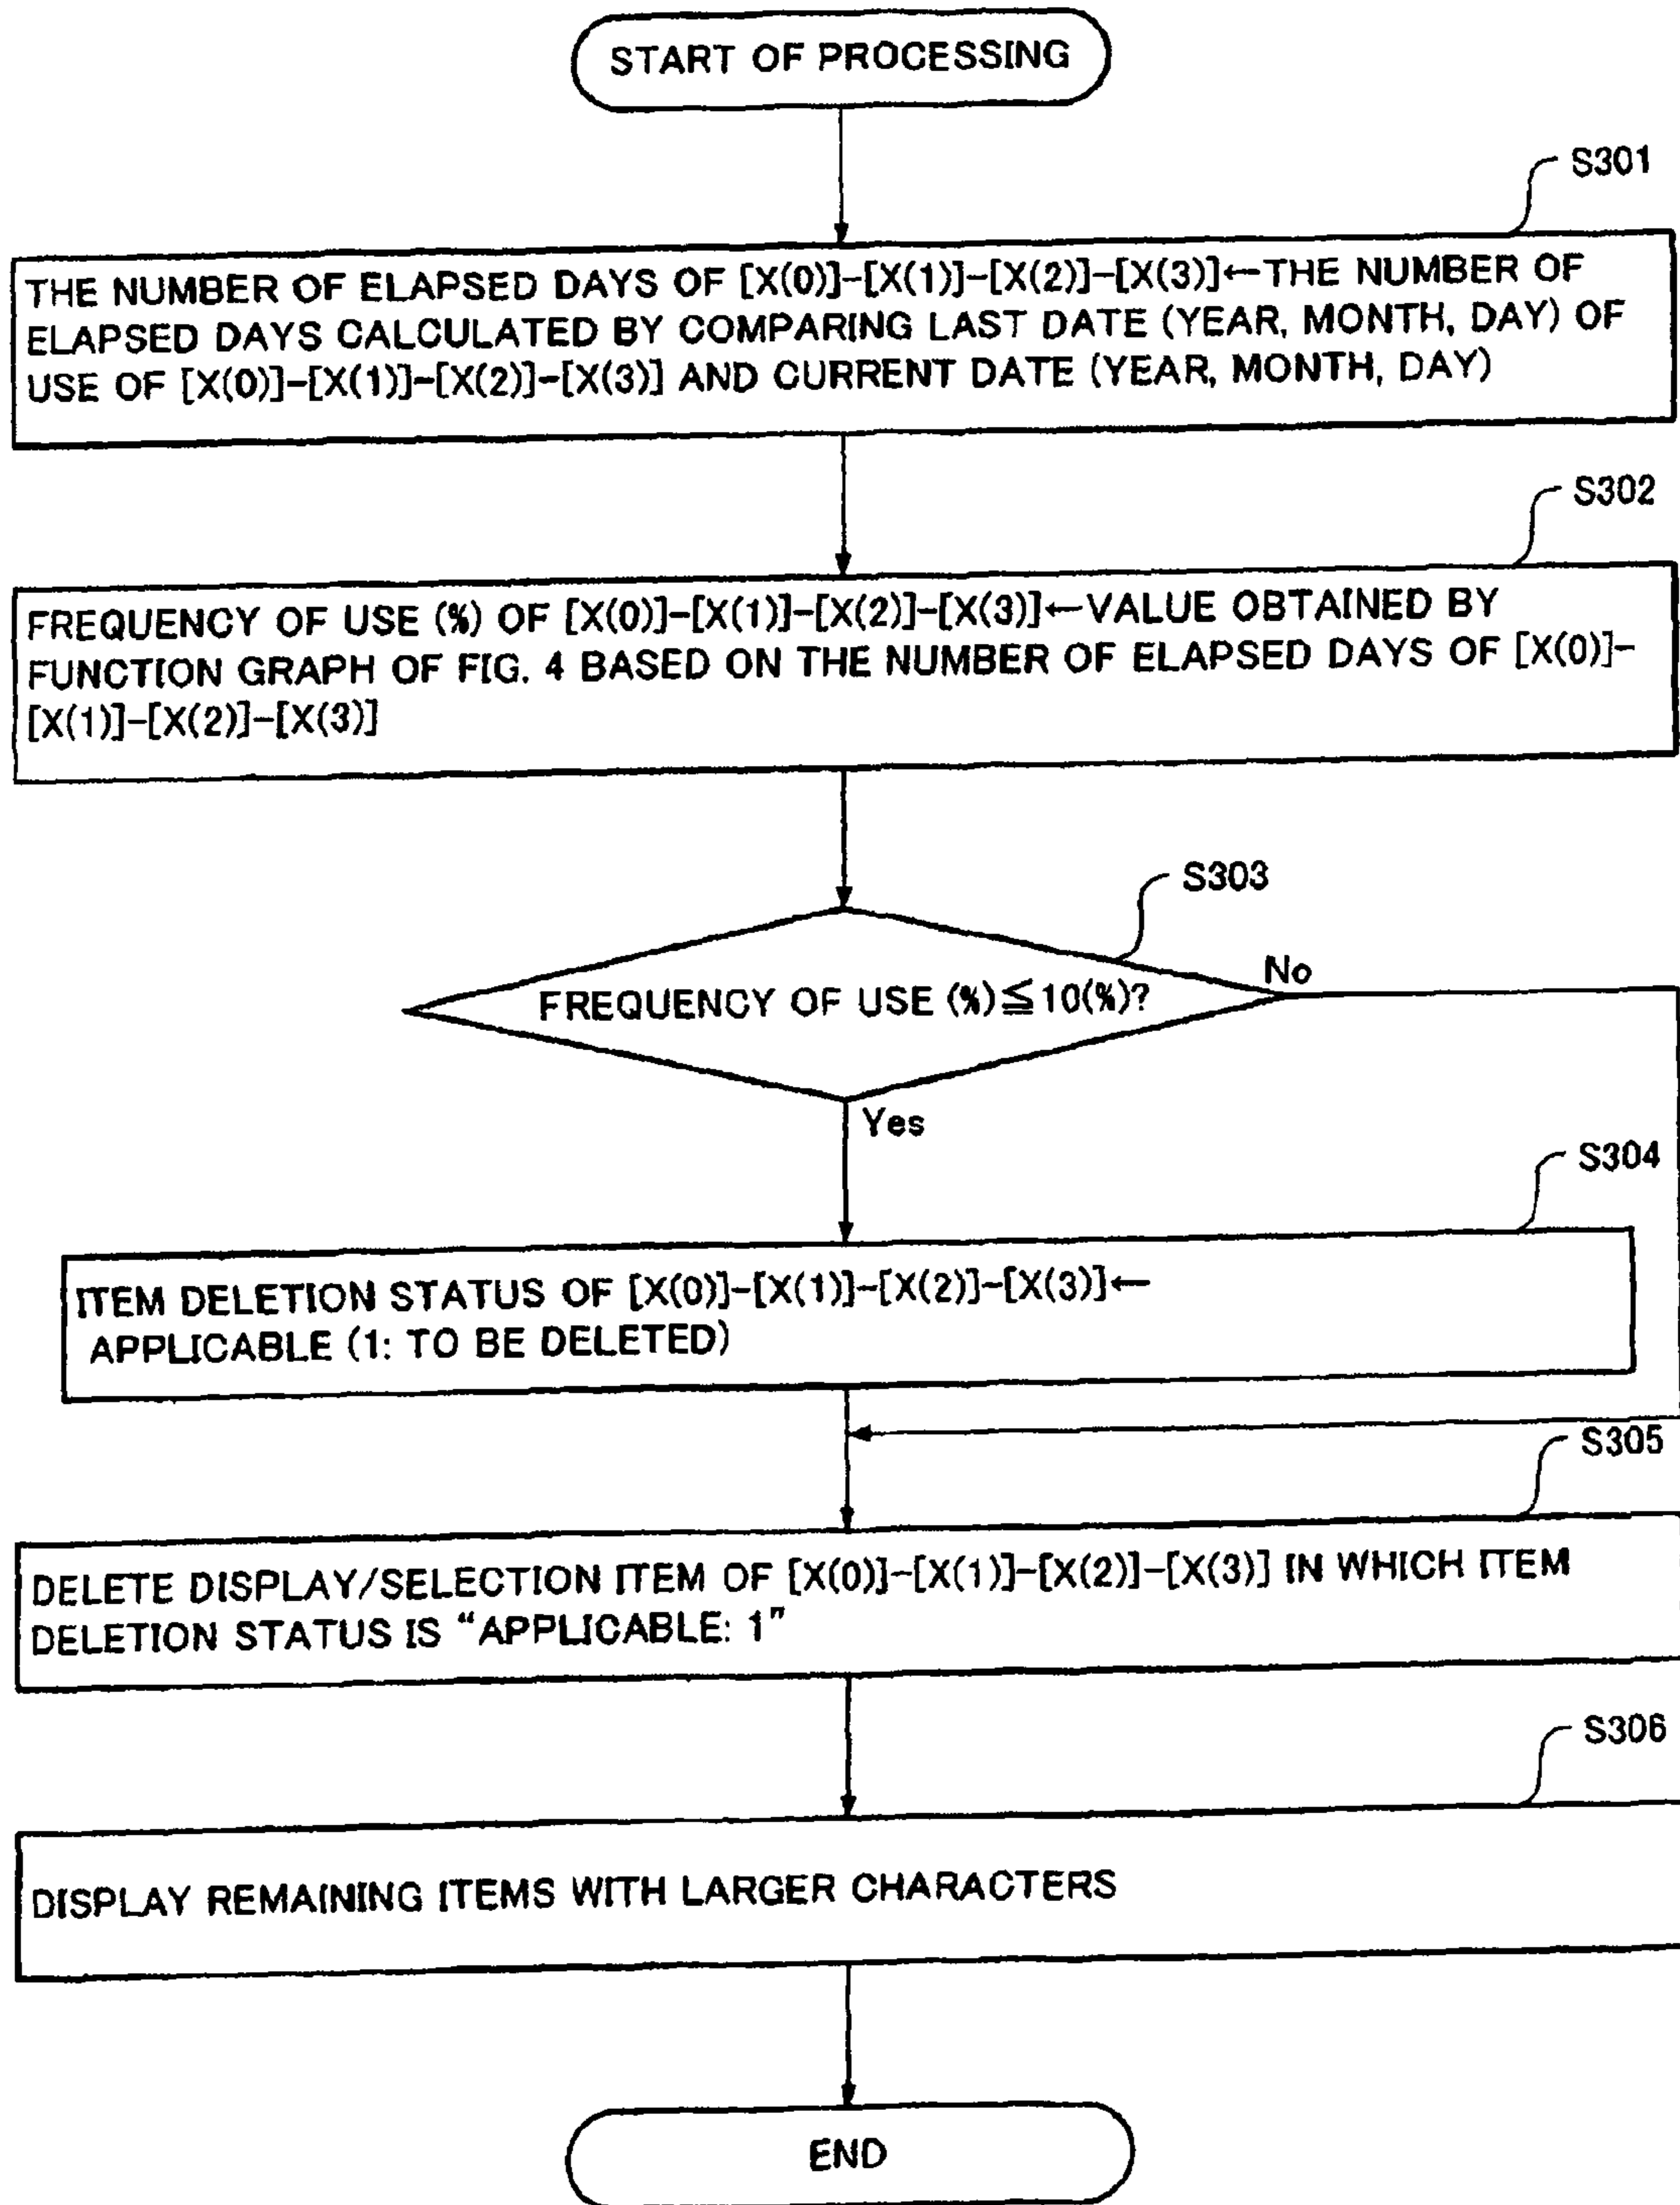 START OF PROCESSING
S301
THE NUMBER OF ELAPSED DAYS OF [X(0)]-[X(1)]-[X(2)]-[X(3)]←THE NUMBER OF
ELAPSED DAYS CALCULATED BY COMPARING LAST DATE (YEAR, MONTH, DAY) OF
USE OF [X(0)]-[X(1)]-[X(2)]-[X(3)] AND CURRENT DATE (YEAR, MONTH, DAY)
S302
FREQUENCY OF USE (%) OF [X(0)]-[X(1)]-[X(2)]-[X(3)]←VALUE OBTAINED BY
FUNCTION GRAPH OF FIG. 4 BASED ON THE NUMBER OF ELAPSED DAYS OF [X(0)]-
[X(1)]-[X(2)]-[X(3)]
S303
FREQUENCY OF USE (%)≦10(%)?
No
Yes
S304
ITEM DELETION STATUS OF [X(0)]-[X(1)]-[X(2)]-[X(3)]←
APPLICABLE (1: TO BE DELETED)
S305
DELETE DISPLAY/SELECTION ITEM OF [X(0)]-[X(1)]-[X(2)]-[X(3)] IN WHICH ITEM
DELETION STATUS IS “APPLICABLE: 1”
S306
DISPLAY REMAINING ITEMS WITH LARGER CHARACTERS
END